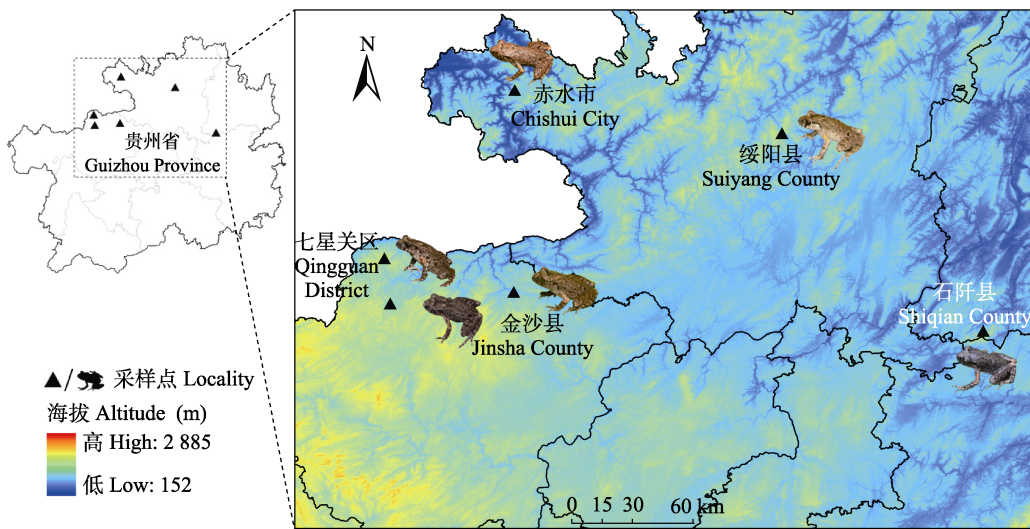 贵州省
Guizhou Province
N
赤水市
Chishui City
绥阳县
Suiyang County
七星关区
Qingguan
District
金沙县
Jinsha County
石阡县
Shiqian County
▲/ 采样点 Locality
海拔 Altitude (m)
高 High: 2 885
低 Low: 152
0 15 30 60 km